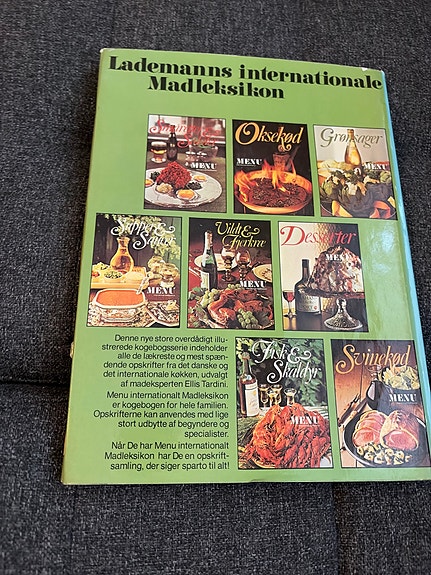 Lademanns internationale
Madleksikon
MENU
Oksekød
MENU
Grønsager
MENU
Supper &
MENU
Vildt &
Fjerkræ
MENU
Desserter
MENU
Denne nye store overdådigt illu-
strerede kogebogsserie indeholder
alle de lækreste og mest spæn-
dende opskrifter fra det danske og
det internationale køkken, udvalgt
af madeksperten Ellis Tardini.
Menu internationalt Madleksikon
er kogebogen for hele familien.
Opskrifterne kan anvendes med lige
stort udbytte af begyndere og
specialister.
Når De har Menu internationalt
Madleksikon har De en opskrift-
samling, der siger sparto til alt!
Fisk &
Skaldyr
MENU
Svinekød
MENU